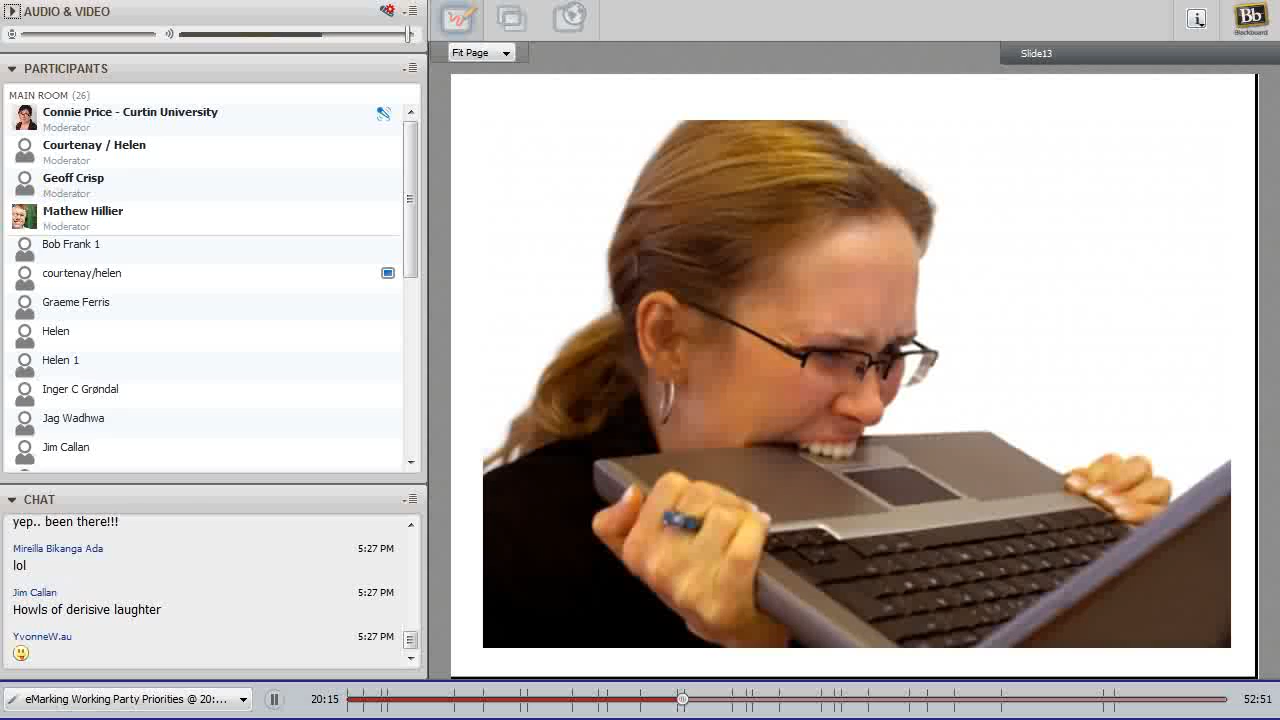 AUDIO & VIDEO
PARTICIPANTS
MAIN ROOM (26)
Connie Price - Curtin University
Moderator
Courtenay / Helen
Moderator
Geoff Crisp
Moderator
Mathew Hillier
Moderator
Bob Frank 1
courtenay/helen
Graeme Ferris
Helen
Helen 1
Inger C Grøndal
Jag Wadhwa
Jim Callan
CHAT
yep.. been there!!!
Mireilla Bikanga Ada 5:27 PM
lol
Jim Callan 5:27 PM
Howls of derisive laughter
YvonneW.au 5:27 PM
Fit Page
Slide13
i
Bb
Blackboard
eMarking Working Party Priorities @ 20:...
20:15
52:51